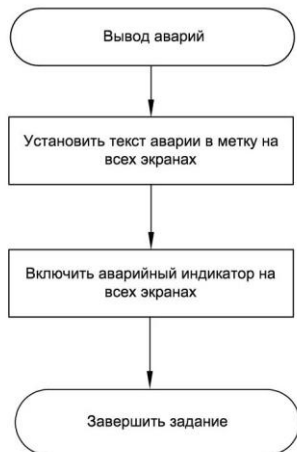 Вывод аварий
Установить текст аварии в метку на
всех экранах
Включить аварийный индикатор на
всех экранах
Завершить задание